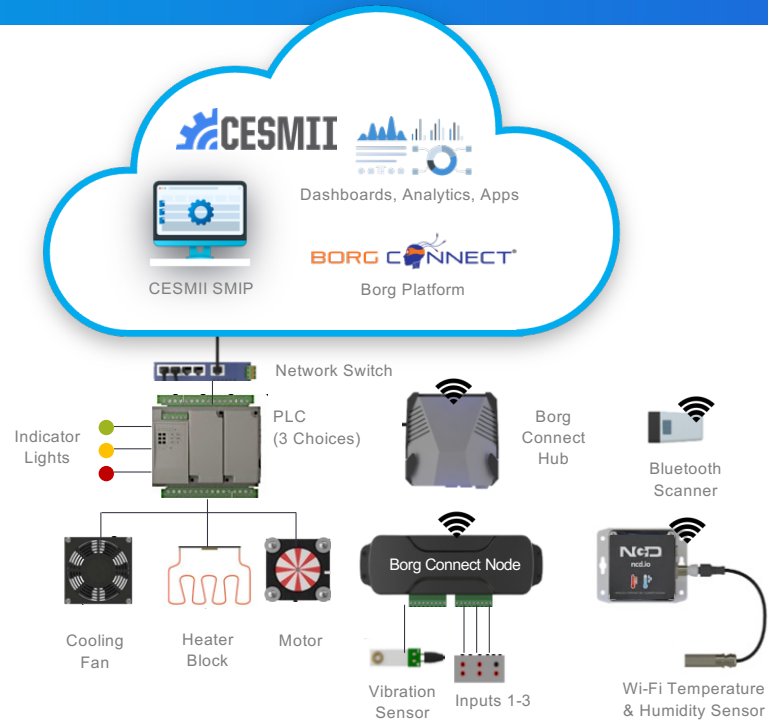 CESMII
Dashboards, Analytics, Apps
BORG CONNECT®
CESMII SMIP
Borg Platform
Network Switch
PLC
(3 Choices)
Indicator
Lights
Borg
Connect
Hub
Bluetooth
Scanner
Borg Connect Node
NCD
ncd.io
Cooling
Fan
Heater
Block
Motor
Vibration
Sensor
Inputs 1-3
Wi-Fi Temperature
& Humidity Sensor